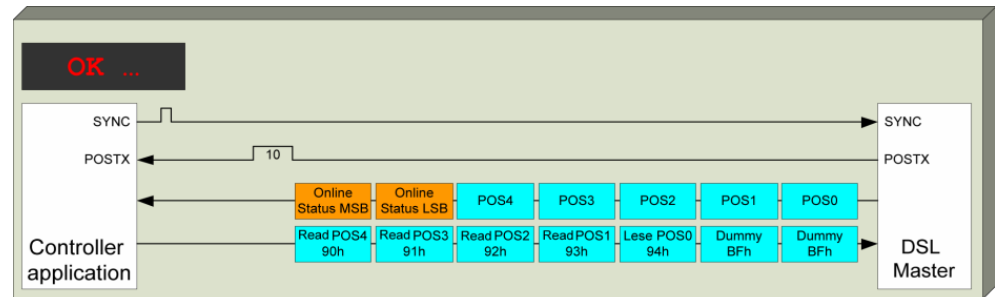 OK ...
SYNC
SYNC
POSTX
10
POSTX
Online
Status MSB
Online
Status LSB
POS4
POS3
POS2
POS1
POS0
Read POS4
90h
Read POS3
91h
Read POS2
92h
Read POS1
93h
Lese POS0
94h
Dummy
BFh
Dummy
BFh
Controller
application
DSL
Master